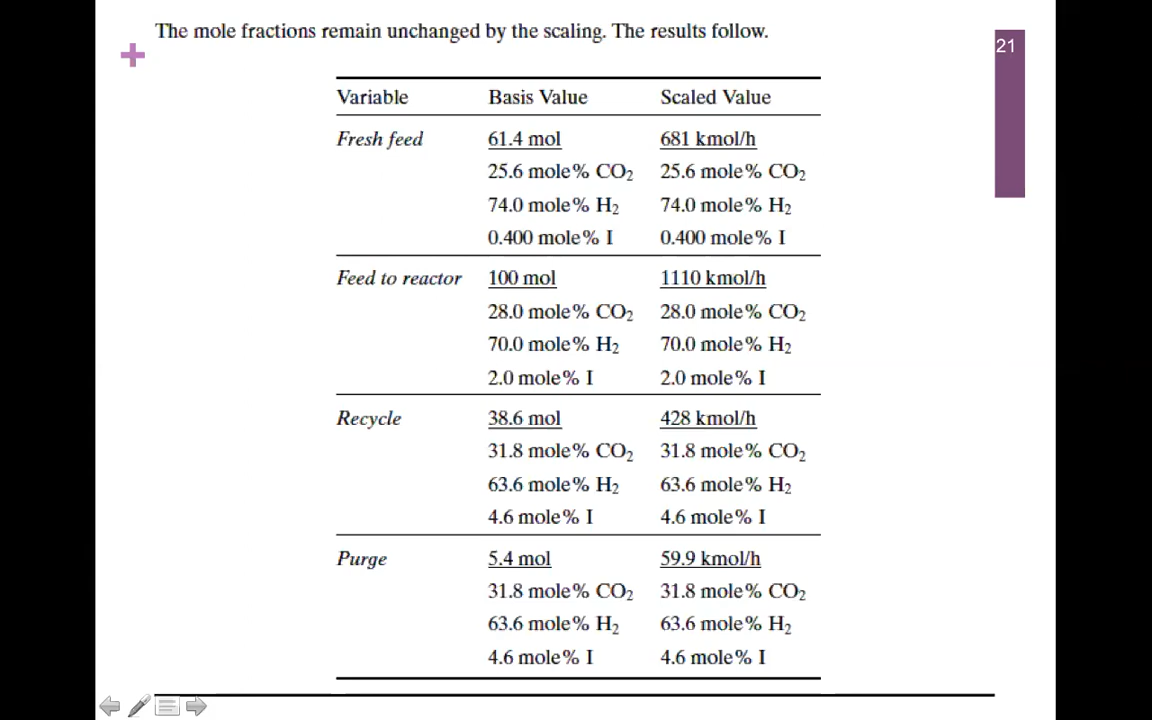 The mole fractions remain unchanged by the scaling. The results follow.
21
Variable Basis Value Scaled Value
Fresh feed 61.4 mol 681 kmol/h
25.6 mole% CO₂ 25.6 mole% CO₂
74.0 mole% H₂ 74.0 mole% H₂
0.400 mole% I 0.400 mole% I
Feed to reactor 100 mol 1110 kmol/h
28.0 mole% CO₂ 28.0 mole% CO₂
70.0 mole% H₂ 70.0 mole% H₂
2.0 mole% I 2.0 mole% I
Recycle 38.6 mol 428 kmol/h
31.8 mole% CO₂ 31.8 mole% CO₂
63.6 mole% H₂ 63.6 mole% H₂
4.6 mole% I 4.6 mole% I
Purge 5.4 mol 59.9 kmol/h
31.8 mole% CO₂ 31.8 mole% CO₂
63.6 mole% H₂ 63.6 mole% H₂
4.6 mole% I 4.6 mole% I